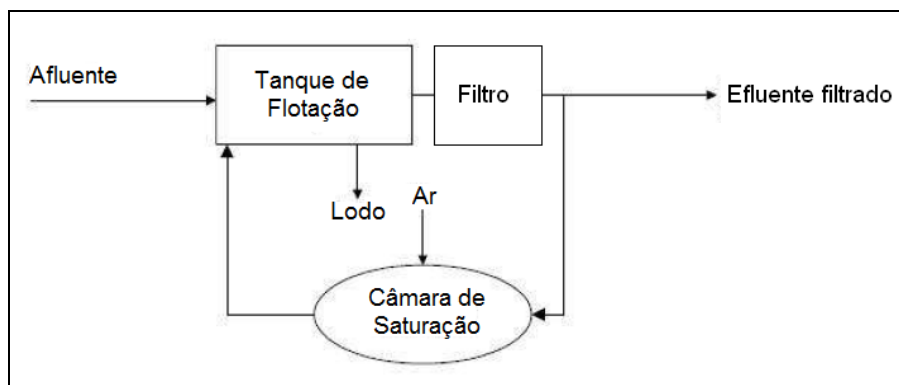 Afluente
Tanque de
Flotação
Filtro
Efluente filtrado
Lodo
Ar
Câmara de
Saturação